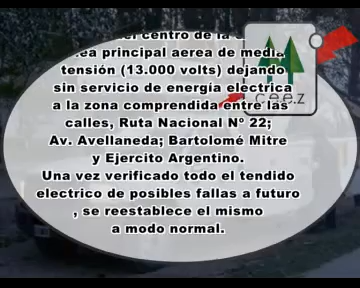 el centro de la
principal aerea de media
tensión (13.000 volts) dejando
sin servicio de energía eléctrica
a la zona comprendida entre las
calles, Ruta Nacional Nº 22;
Av. Avellaneda; Bartolomé Mitre
y Ejercito Argentino.
Una vez verificado todo el tendido
electrico de posibles fallas a futuro
, se reestablece el mismo
a modo normal.
c.e.e.z